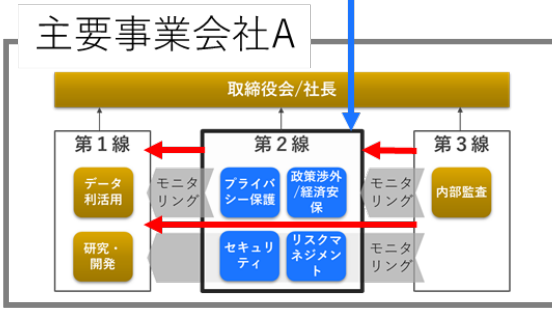 主要事業会社A
取締役会/社長
第1線
第2線
第3線
データ
利活用
モニタ
リング
プライバ
シー保護
政策渉外
/経済安
保
モニタ
リング
内部監査
研究・
開発
セキュリ
ティ
リスクマ
ネジメン
ト
モニタ
リング